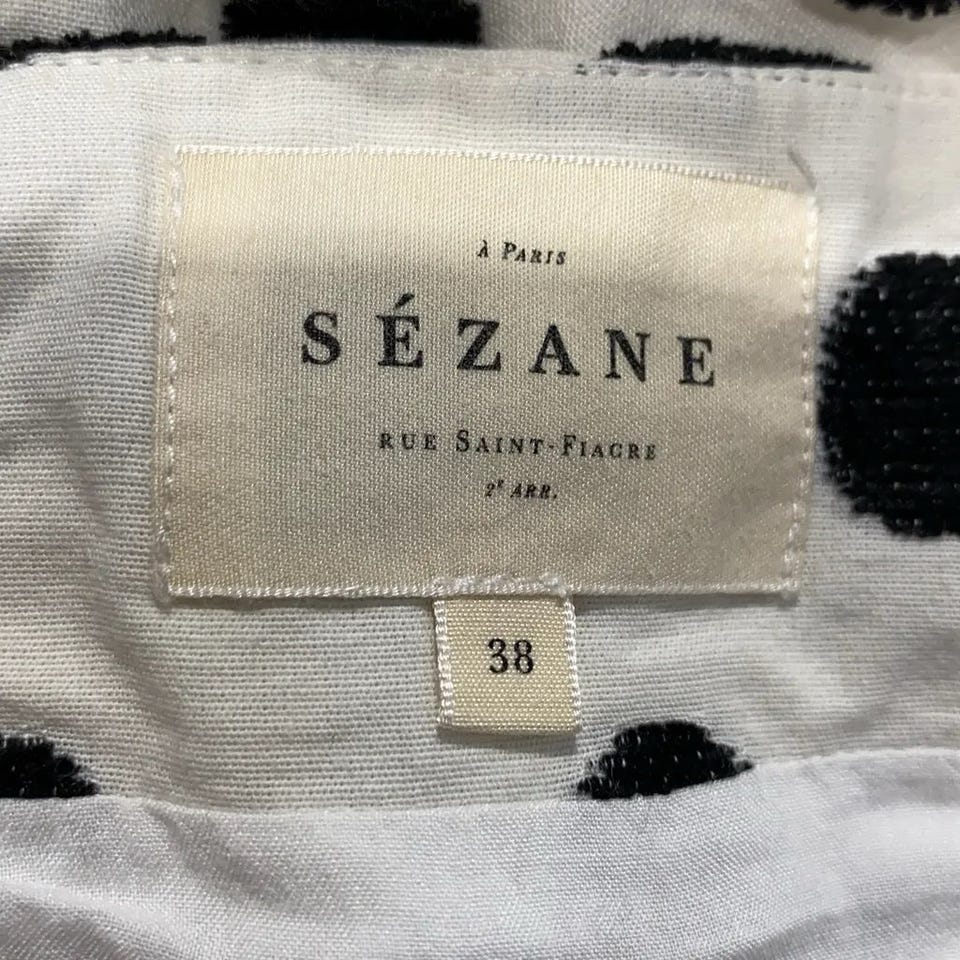 À PARIS
SÉZANE
RUE SAINT-FIACRE
2E ARR.
38